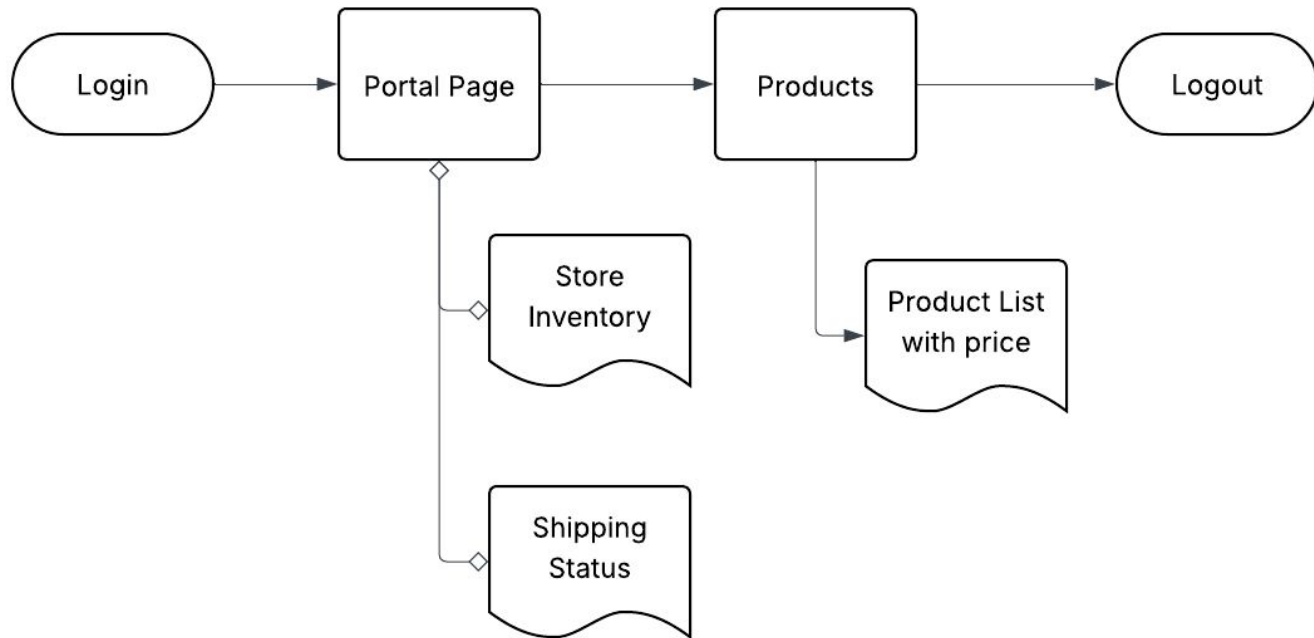 Login
Portal Page
Products
Logout
Store
Inventory
Product List
with price
Shipping
Status